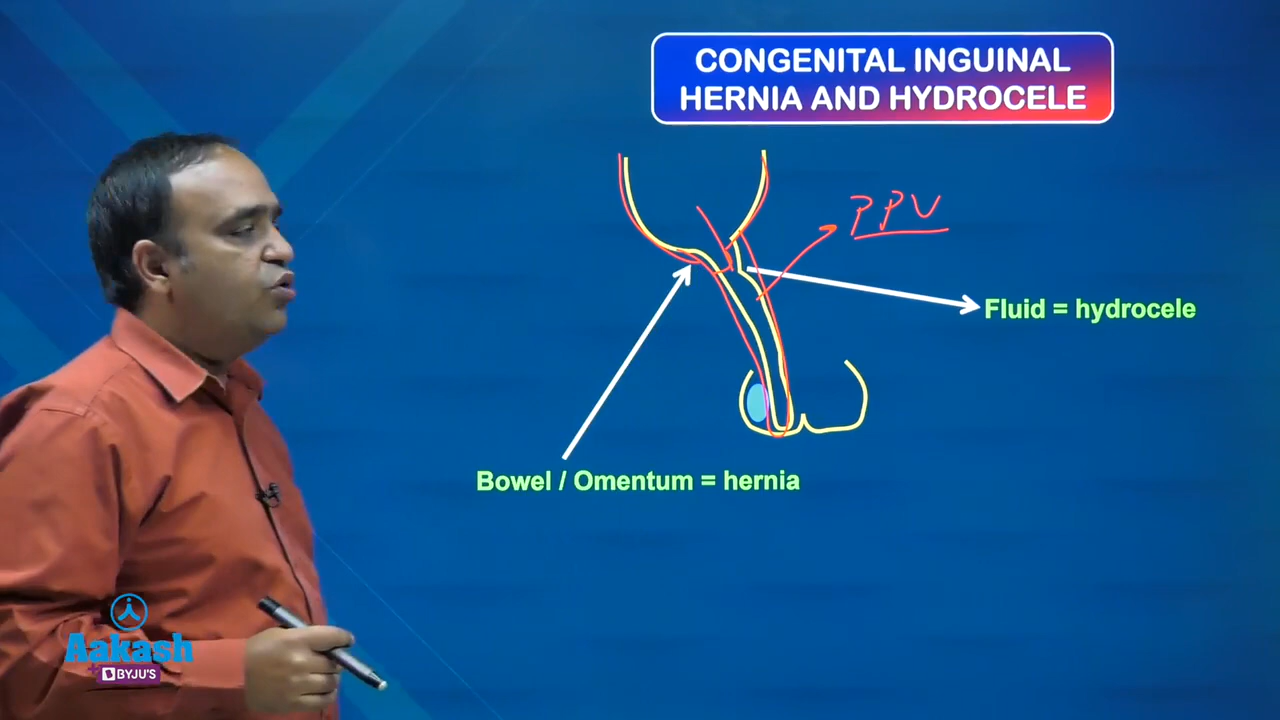 CONGENITAL INGUINAL
HERNIA AND HYDROCELE
PPV
Fluid = hydrocele
Bowel / Omentum = hernia
Aakash
+ BYJU'S